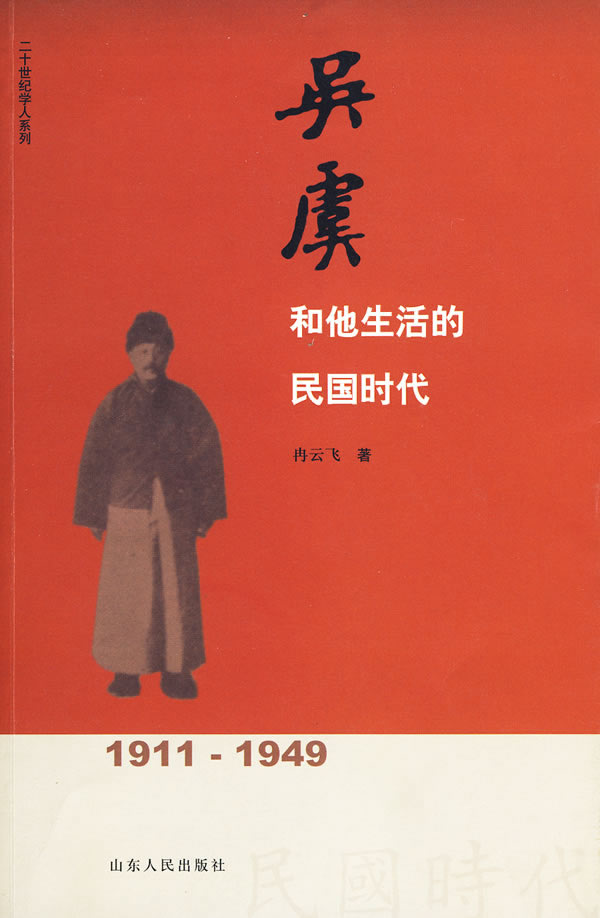 二十世纪学人系列
吴虞
和他生活的
民国时代
冉云飞 著
1911 - 1949
山东人民出版社
民國時代